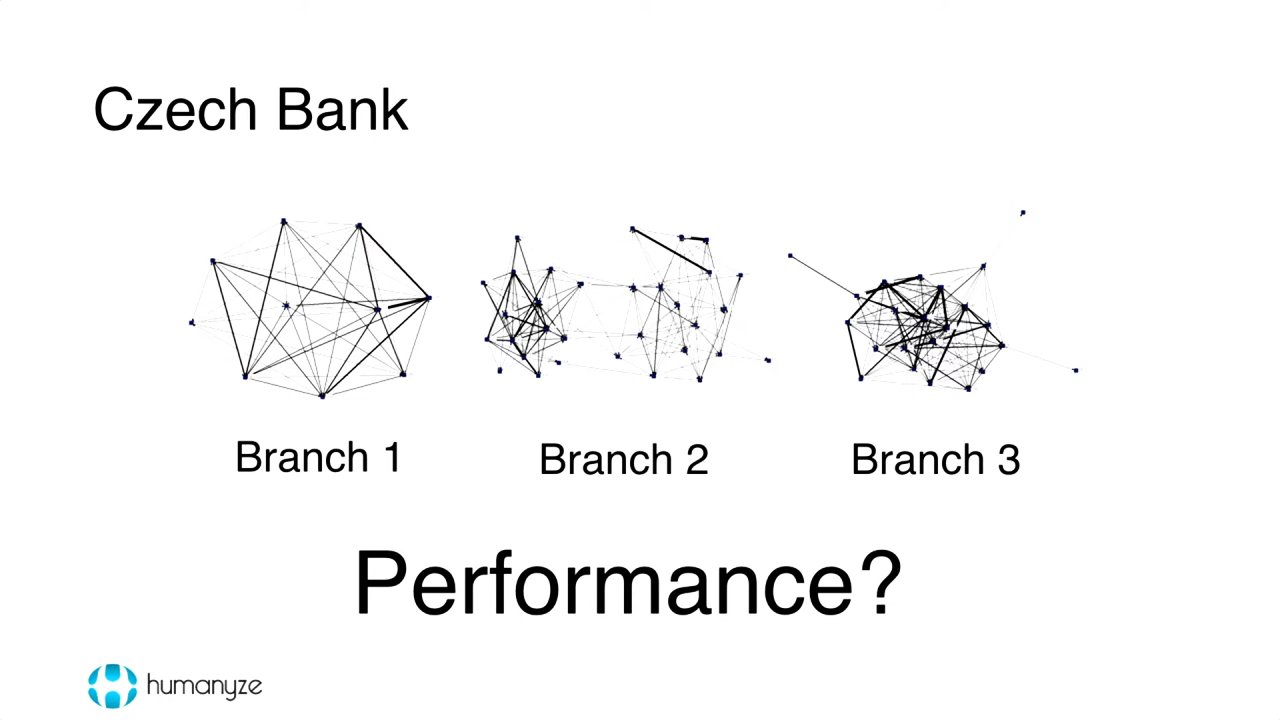 Czech Bank
Branch 1
Branch 2
Branch 3
Performance?
humanyze